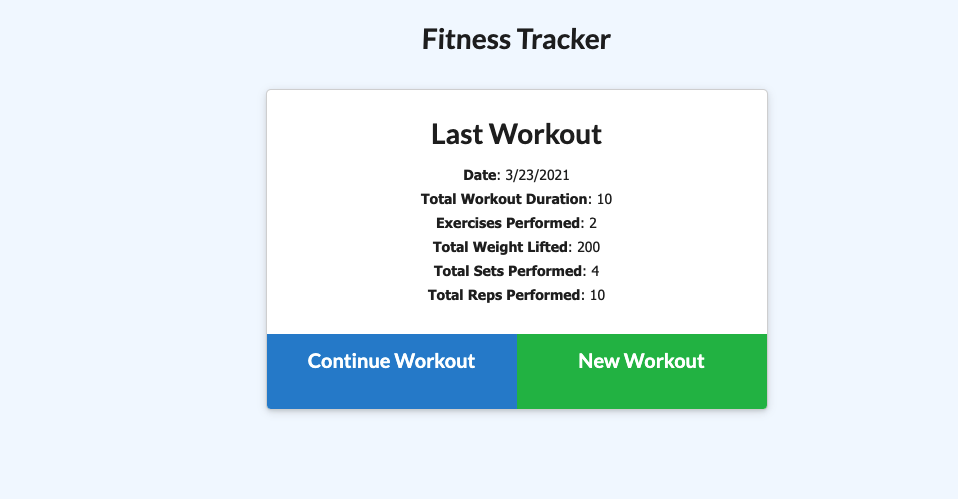 Fitness Tracker
Last Workout
Date: 3/23/2021
Total Workout Duration: 10
Exercises Performed: 2
Total Weight Lifted: 200
Total Sets Performed: 4
Total Reps Performed: 10
Continue Workout
New Workout